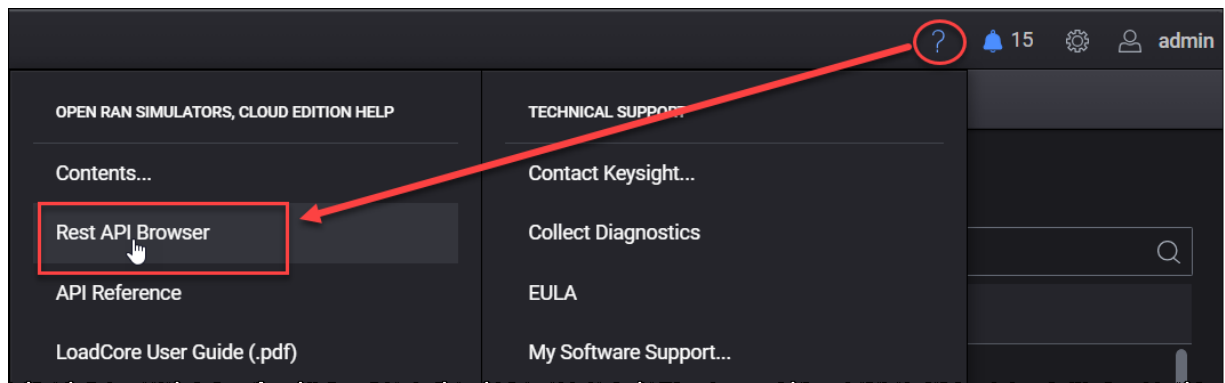 ? 15 admin
OPEN RAN SIMULATORS, CLOUD EDITION HELP
Contents...
Rest API Browser
API Reference
LoadCore User Guide (.pdf)
TECHNICAL SUPPORT
Contact Keysight...
Collect Diagnostics
EULA
My Software Support...